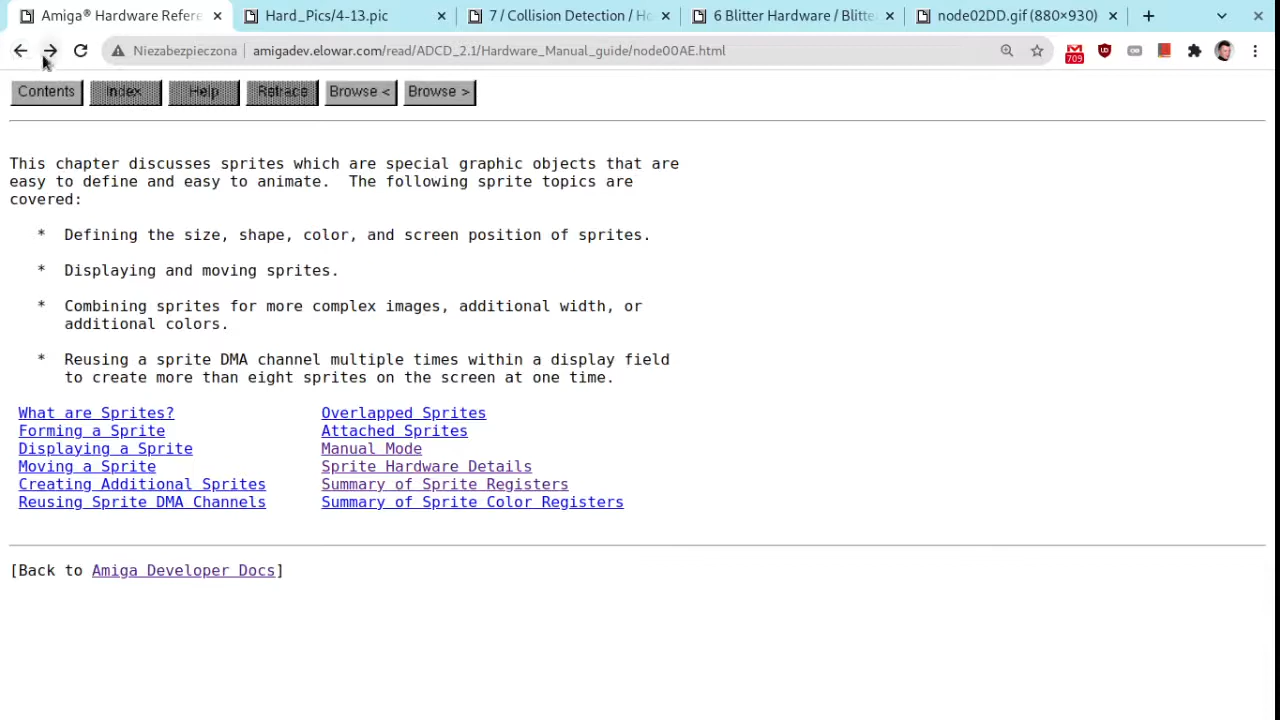 Amiga® Hardware Refere
Hard_Pics/4-13.pic
7 / Collision Detection / Ho
6 Blitter Hardware / Blitte
node02DD.gif (880×930)
Niezabezpieczona
amigadev.elowar.com/read/ADCD_2.1/Hardware_Manual_guide/node00AE.html
709
Contents
Index
Help
Retrace
Browse <
Browse >
This chapter discusses sprites which are special graphic objects that are
easy to define and easy to animate.  The following sprite topics are
covered:
*  Defining the size, shape, color, and screen position of sprites.
*  Displaying and moving sprites.
*  Combining sprites for more complex images, additional width, or
additional colors.
*  Reusing a sprite DMA channel multiple times within a display field
to create more than eight sprites on the screen at one time.
What are Sprites?   Overlapped Sprites
Forming a Sprite   Attached Sprites
Displaying a Sprite   Manual Mode
Moving a Sprite   Sprite Hardware Details
Creating Additional Sprites   Summary of Sprite Registers
Reusing Sprite DMA Channels   Summary of Sprite Color Registers
[Back to Amiga Developer Docs]